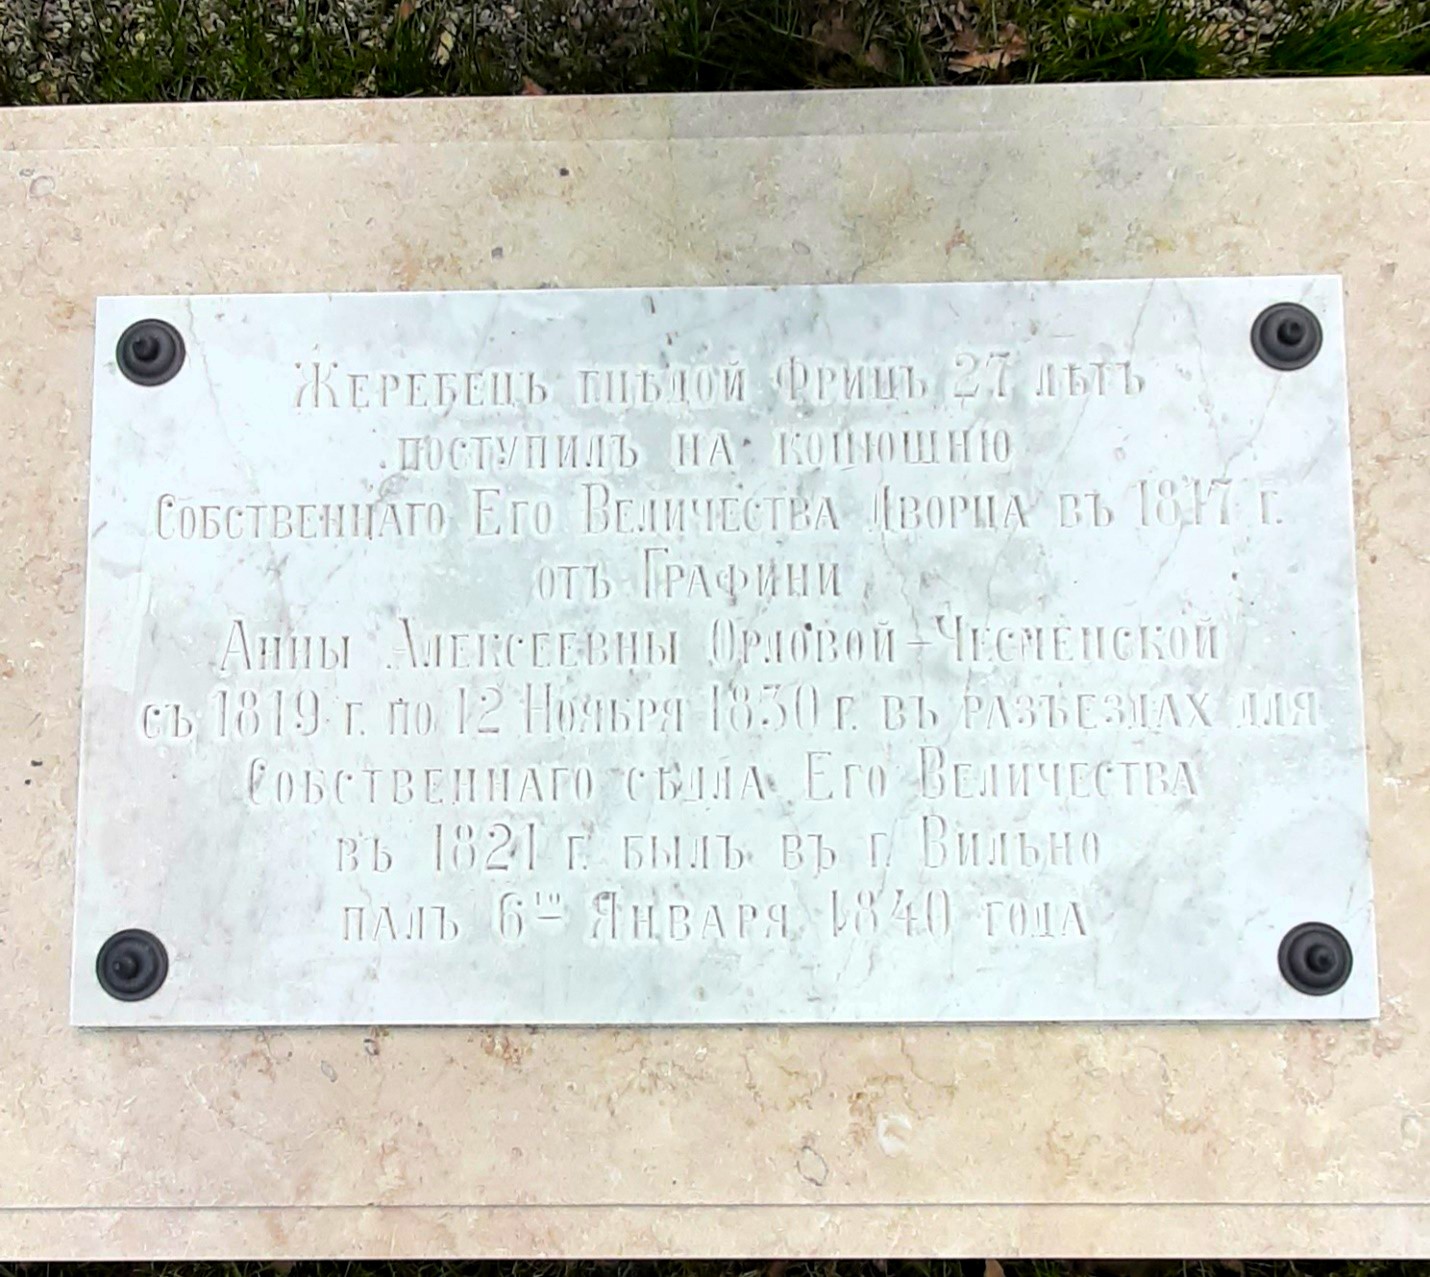 Жеребецъ гнѣдой Фрицъ 27 лѣтъ
поступилъ на конюшню
Собственнаго Его Величества Дворца въ 1817 г.
отъ Графини
Анны Алексеевны Орловой-Чесменской
съ 1819 г. по 12 Ноября 1830 г. въ разъездахъ для
Собственнаго сѣдла Его Величества
въ 1821 г. былъ въ г. Вильно
палъ 6го Января 1840 года